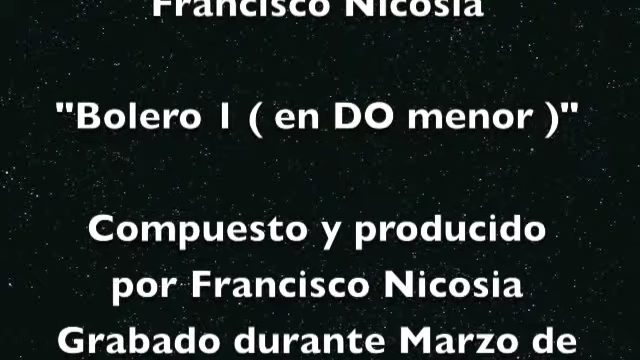 Francisco Nicosia
"Bolero 1 ( en DO menor )"
Compuesto y producido
por Francisco Nicosia
Grabado durante Marzo de